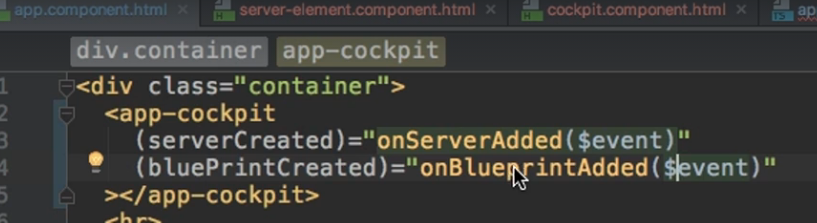 app.component.html × server-element.component.html × cockpit.component.html × ap
div.container app-cockpit
1 <div class="container">
2 <app-cockpit
3 (serverCreated)="onServerAdded($event)"
4 (bluePrintCreated)="onBlueprintAdded($event)"
5 ></app-cockpit>
6 <hr>